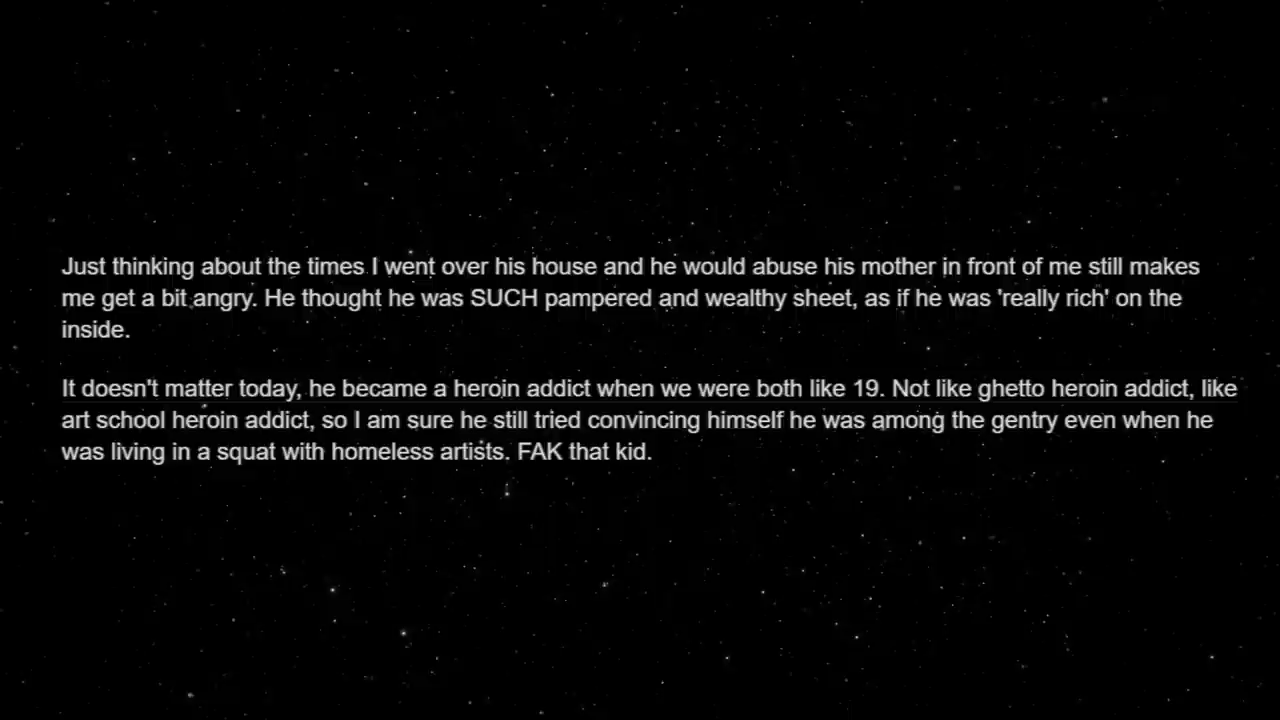 Just thinking about the times I went over his house and he would abuse his mother in front of me still makes
me get a bit angry. He thought he was SUCH pampered and wealthy sheet, as if he was 'really rich' on the
inside.
It doesn't matter today, he became a heroin addict when we were both like 19. Not like ghetto heroin addict, like
art school heroin addict, so I am sure he still tried convincing himself he was among the gentry even when he
was living in a squat with homeless artists. FAK that kid.